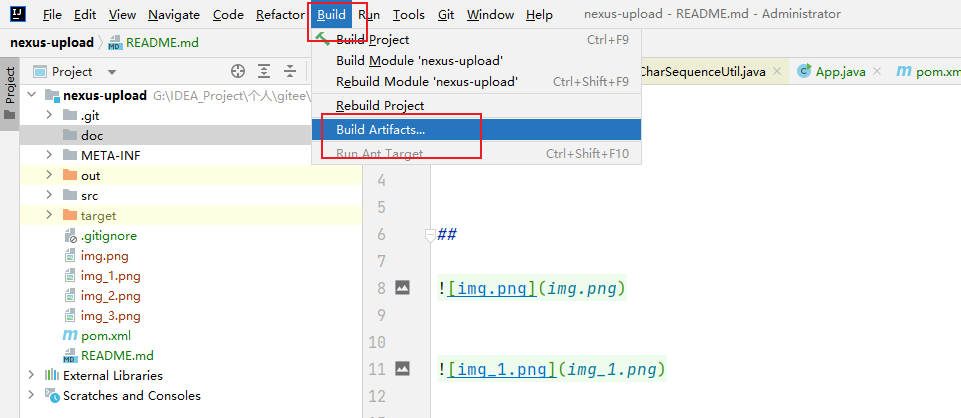 File Edit View Navigate Code Refactor Build Run Tools Git Window Help nexus-upload - README.md - Administrator
nexus-upload README.md
Build Project Ctrl+F9
Build Module 'nexus-upload'
Rebuild Module 'nexus-upload' Ctrl+Shift+F9
Rebuild Project
Build Artifacts...
Run Ant Target Ctrl+Shift+F10
CharSequenceUtil.java App.java pom.xm
Project
Project
nexus-upload G:\IDEA_Project\个人\gitee\
.git
doc
META-INF
out
src
target
.gitignore
img.png
img_1.png
img_2.png
img_3.png
pom.xml
README.md
External Libraries
Scratches and Consoles
4
5
6 ##
7
8 ![img.png](img.png)
9
10
11 ![img_1.png](img_1.png)
12